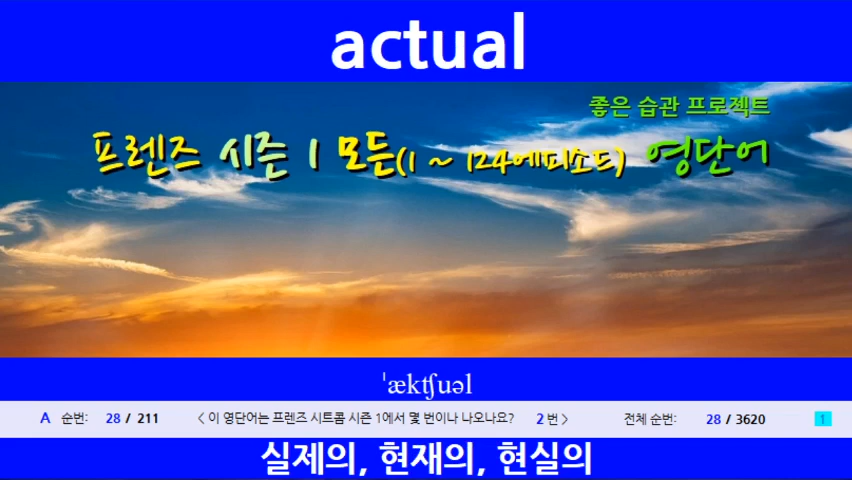 actual
좋은 습관 프로젝트
프렌즈 시즌 1 모든(1 ~ 124에피소드) 영단어
ˈæktʃuəl
A 순번: 28 / 211 < 이 영단어는 프렌즈 시트콤 시즌 1에서 몇 번이나 나오나요? 2 번 > 전체 순번: 28 / 3620 1
실제의, 현재의, 현실의